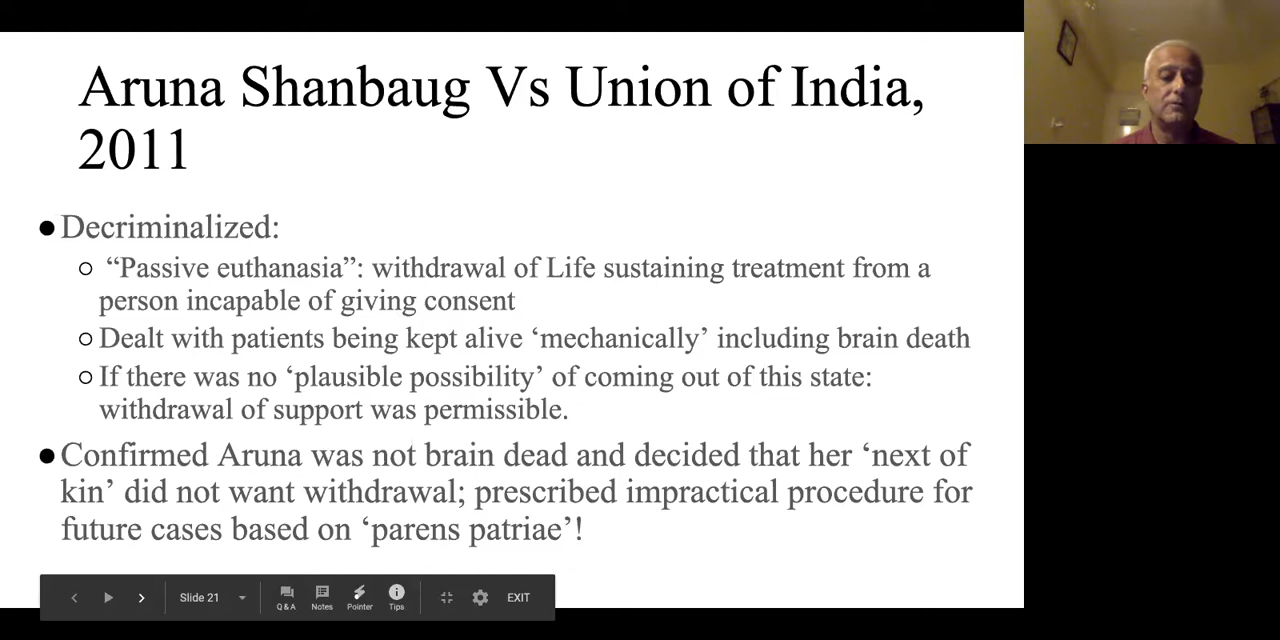 Aruna Shanbaug Vs Union of India,
2011
● Decriminalized:
○ “Passive euthanasia”: withdrawal of Life sustaining treatment from a
person incapable of giving consent
○ Dealt with patients being kept alive ‘mechanically’ including brain death
○ If there was no ‘plausible possibility’ of coming out of this state:
withdrawal of support was permissible.
● Confirmed Aruna was not brain dead and decided that her ‘next of
kin’ did not want withdrawal; prescribed impractical procedure for
future cases based on ‘parens patriae’!
Slide 21
Q & A Notes Pointer Tips
EXIT